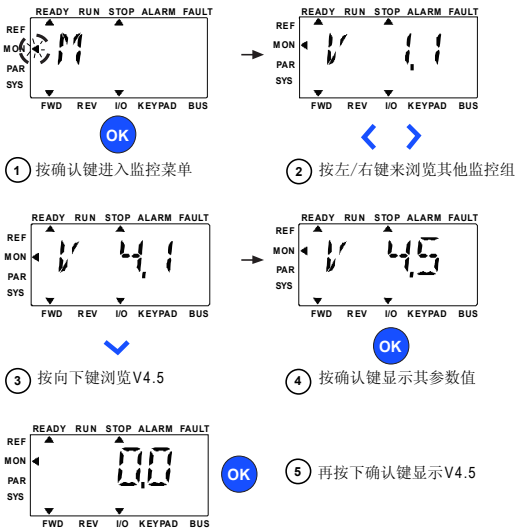 READY RUN STOP ALARM FAULT
REF
MON
PAR
SYS
M
FWD REV I/O KEYPAD BUS
OK
1 按确认键进入监控菜单
READY RUN STOP ALARM FAULT
REF
MON
PAR
SYS
V 1.1
FWD REV I/O KEYPAD BUS
2 按左/右键来浏览其他监控组
READY RUN STOP ALARM FAULT
REF
MON
PAR
SYS
V 4.1
FWD REV I/O KEYPAD BUS
3 按向下键浏览V4.5
READY RUN STOP ALARM FAULT
REF
MON
PAR
SYS
V 4.5
FWD REV I/O KEYPAD BUS
OK
4 按确认键显示其参数值
READY RUN STOP ALARM FAULT
REF
MON
PAR
SYS
0.0
FWD REV I/O KEYPAD BUS
OK
5 再按下确认键显示V4.5